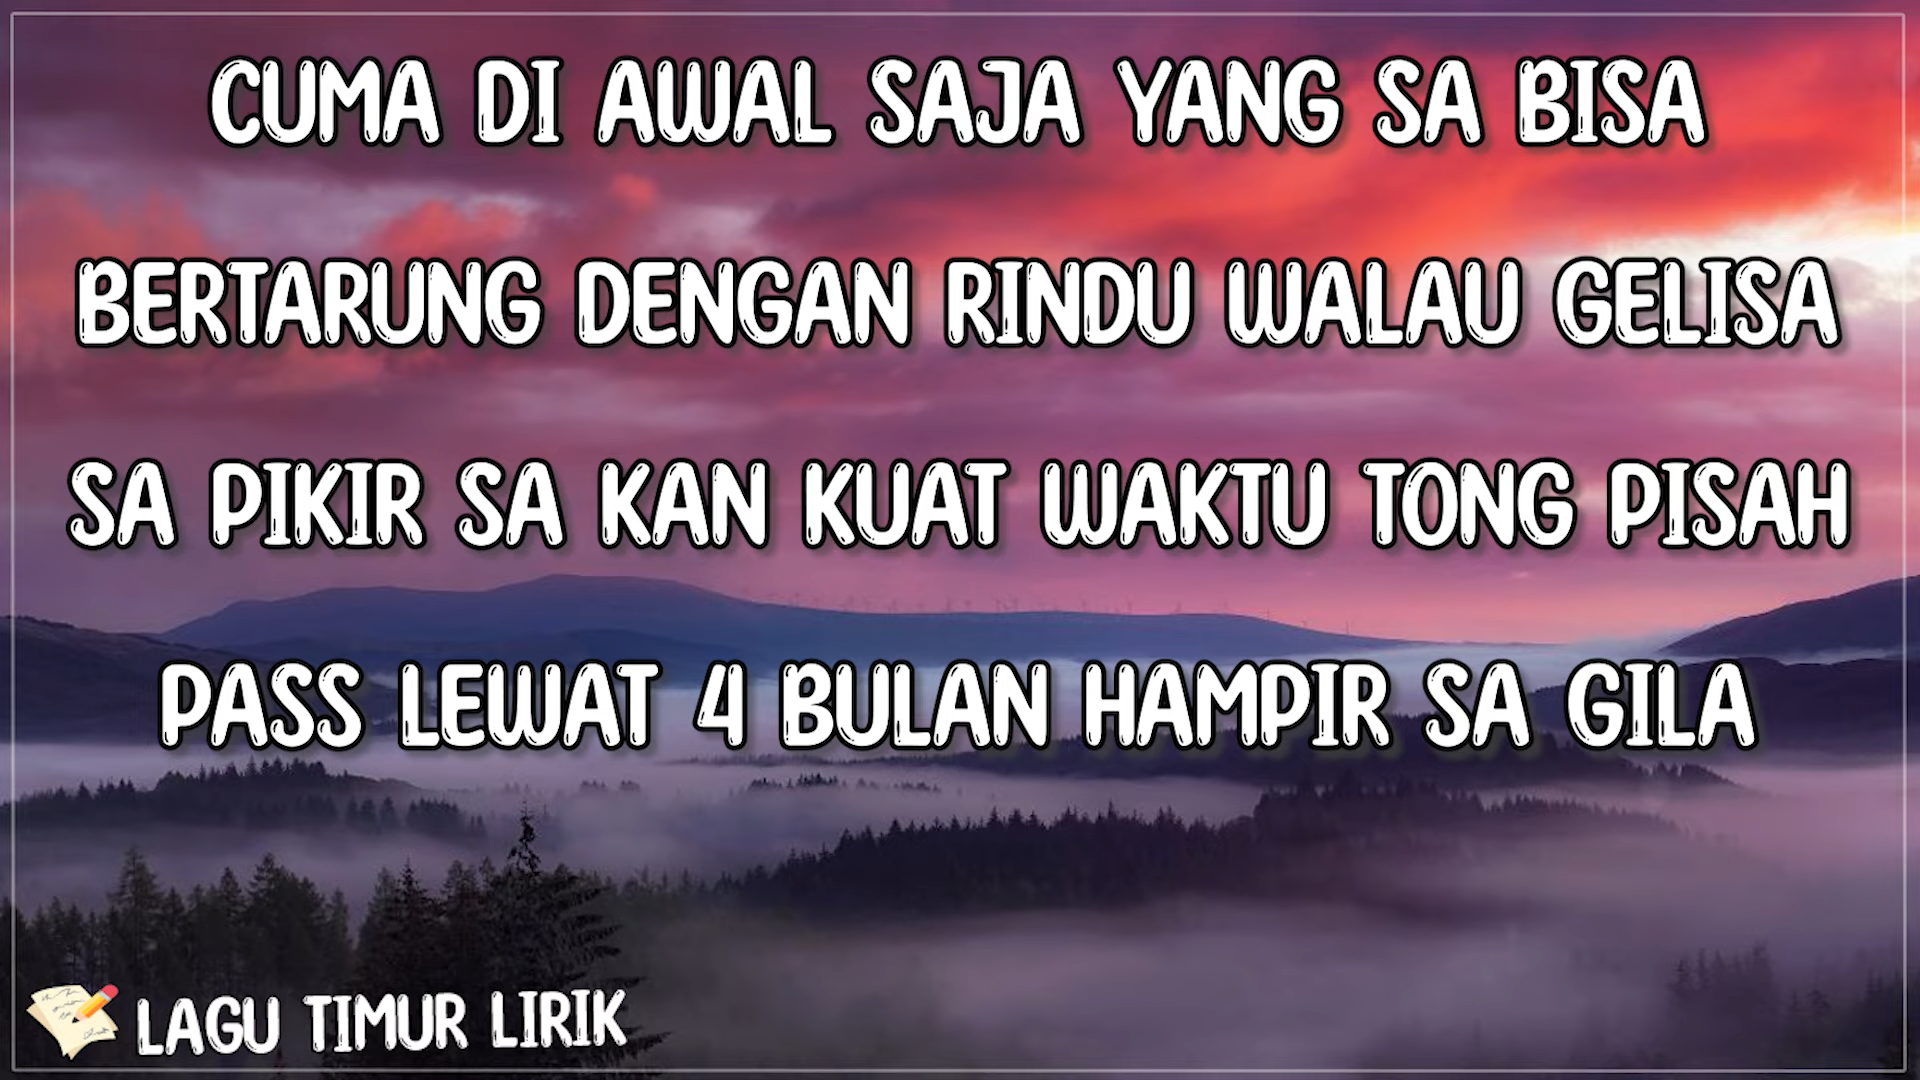 CUMA DI AWAL SAJA YANG SA BISA
BERTARUNG DENGAN RINDU WALAU GELISA
SA PIKIR SA KAN KUAT WAKTU TONG PISAH
PASS LEWAT 4 BULAN HAMPIR SA GILA
LAGU TIMUR LIRIK